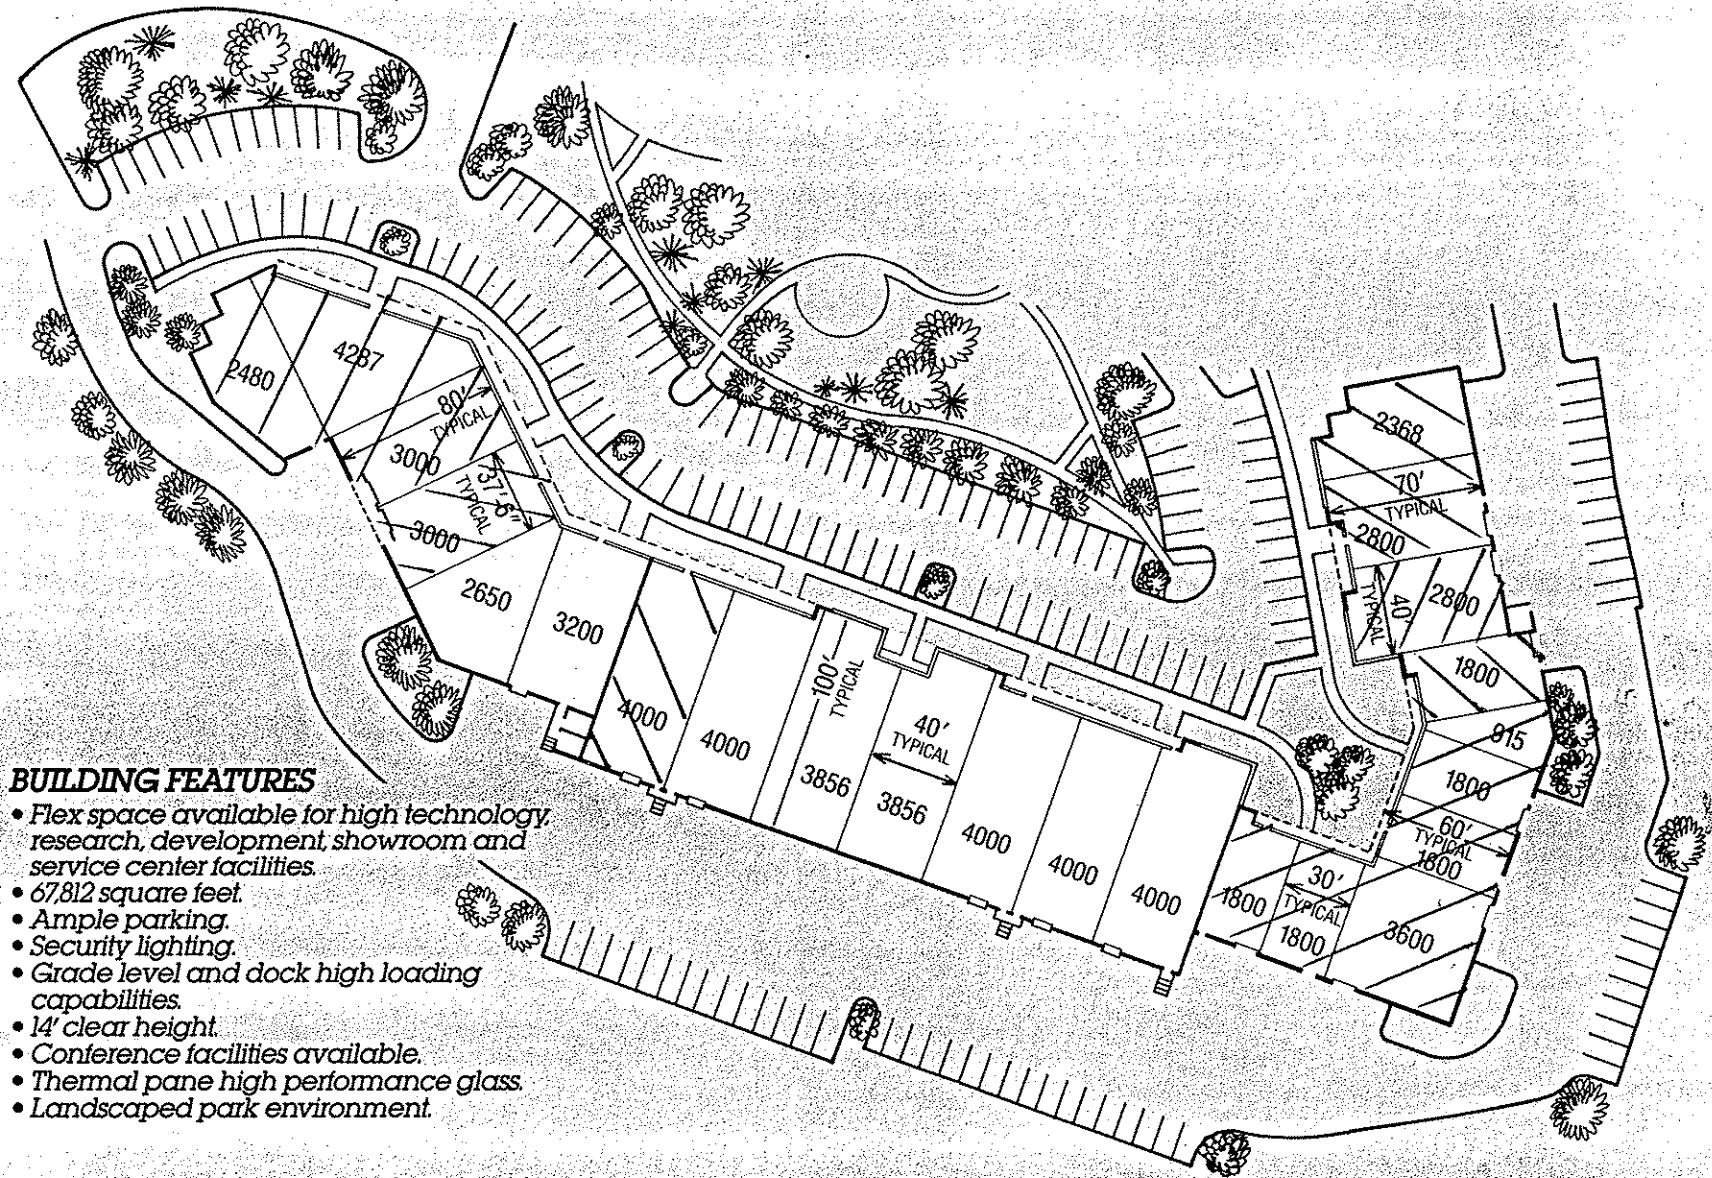 2480
4287
80'
TYPICAL
3000
37'-6"
TYPICAL
3000
2650
3200
4000
4000
100'
TYPICAL
3856
40'
TYPICAL
3856
4000
4000
4000
2368
70'
TYPICAL
2800
40'
TYPICAL
2800
1800
915
1800
60'
TYPICAL
1800
1800
30'
TYPICAL
1800
3600
BUILDING FEATURES
• Flex space available for high technology,
research, development, showroom and
service center facilities.
• 67,812 square feet.
• Ample parking.
• Security lighting.
• Grade level and dock high loading
capabilities.
• 14' clear height.
• Conference facilities available.
• Thermal pane high performance glass.
• Landscaped park environment.